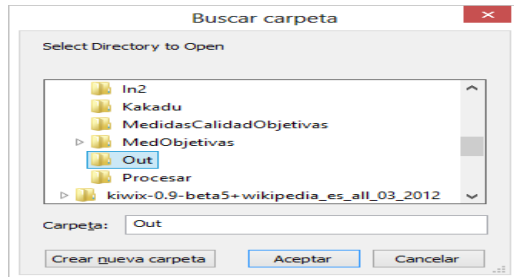 Buscar carpeta
Select Directory to Open
In2
Kakadu
MedidasCalidadObjetivas
MedObjetivas
Out
Procesar
kiwix-0.9-beta5+wikipedia_es_all_03_2012
Carpeta: Out
Crear nueva carpeta Aceptar Cancelar